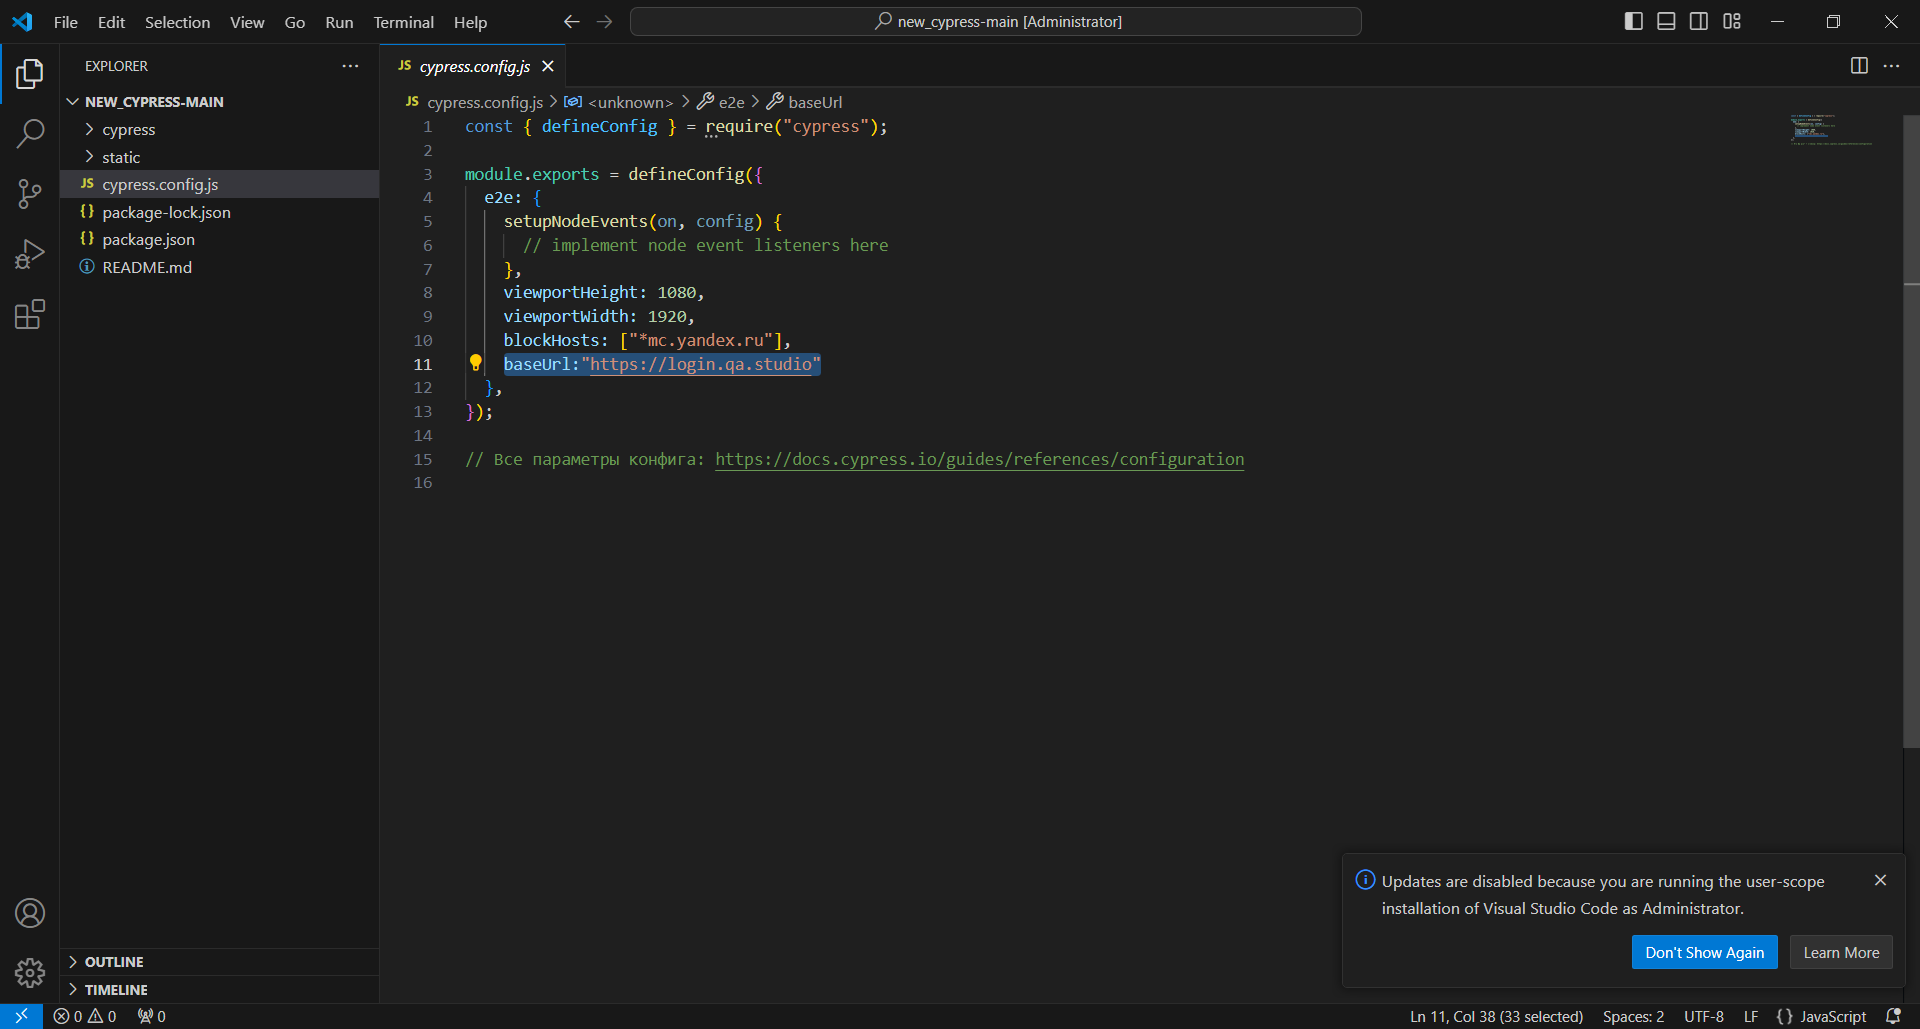 File Edit Selection View Go Run Terminal Help
new_cypress-main [Administrator]
EXPLORER
NEW_CYPRESS-MAIN
cypress
static
JS cypress.config.js
{} package-lock.json
{} package.json
README.md
OUTLINE
TIMELINE
JS cypress.config.js
JS cypress.config.js > <unknown> > e2e > baseUrl
1 const { defineConfig } = require("cypress");
2
3 module.exports = defineConfig({
4 e2e: {
5 setupNodeEvents(on, config) {
6 // implement node event listeners here
7 },
8 viewportHeight: 1080,
9 viewportWidth: 1920,
10 blockHosts: ["*mc.yandex.ru"],
11 baseUrl:"https://login.qa.studio"
12 },
13 });
14
15 // Все параметры конфига: https://docs.cypress.io/guides/references/configuration
16
Updates are disabled because you are running the user-scope
installation of Visual Studio Code as Administrator.
Don't Show Again Learn More
0 0 0 Ln 11, Col 38 (33 selected) Spaces: 2 UTF-8 LF {} JavaScript